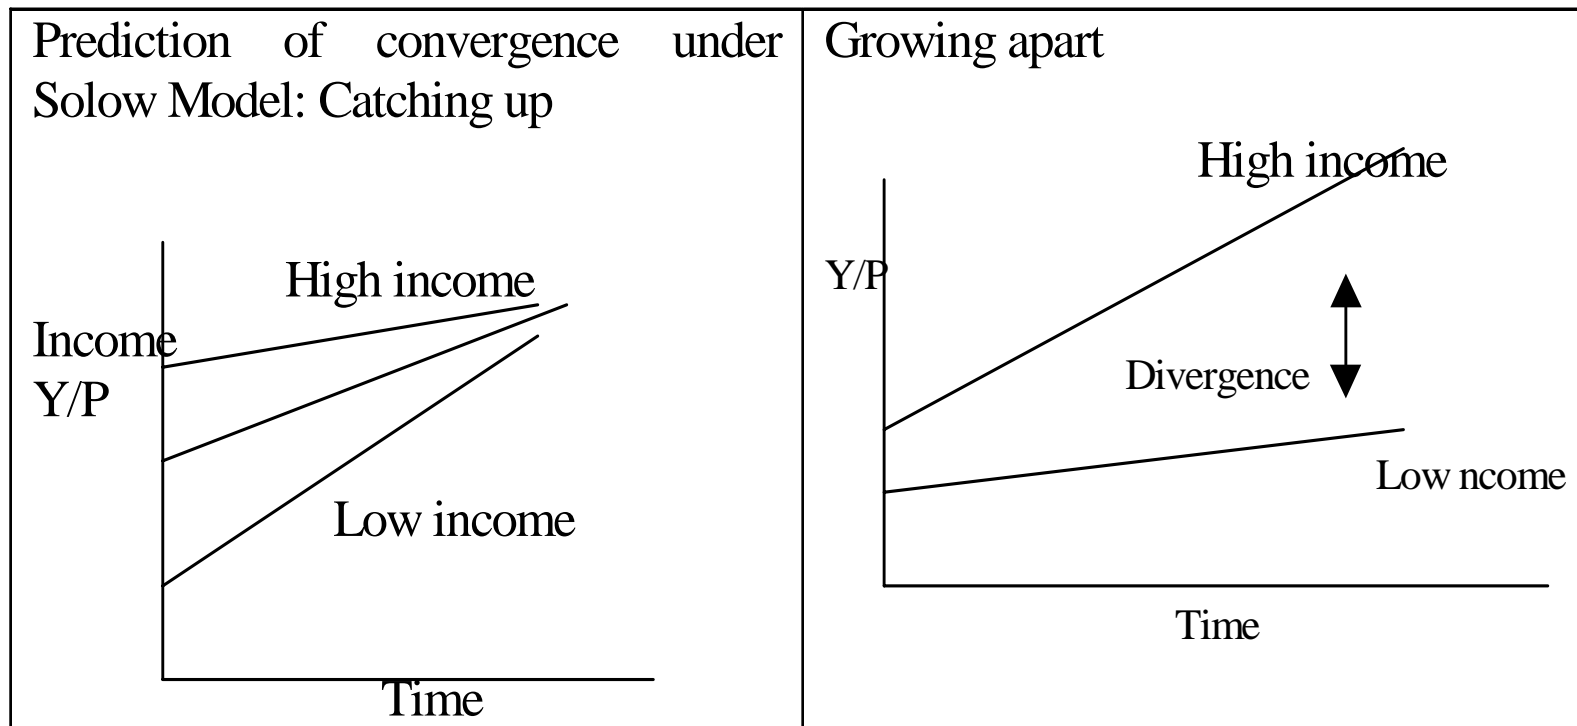 Prediction of convergence under
Solow Model: Catching up
High income
Income
Y/P
Low income
Time
Growing apart
High income
Y/P
Divergence
Low ncome
Time